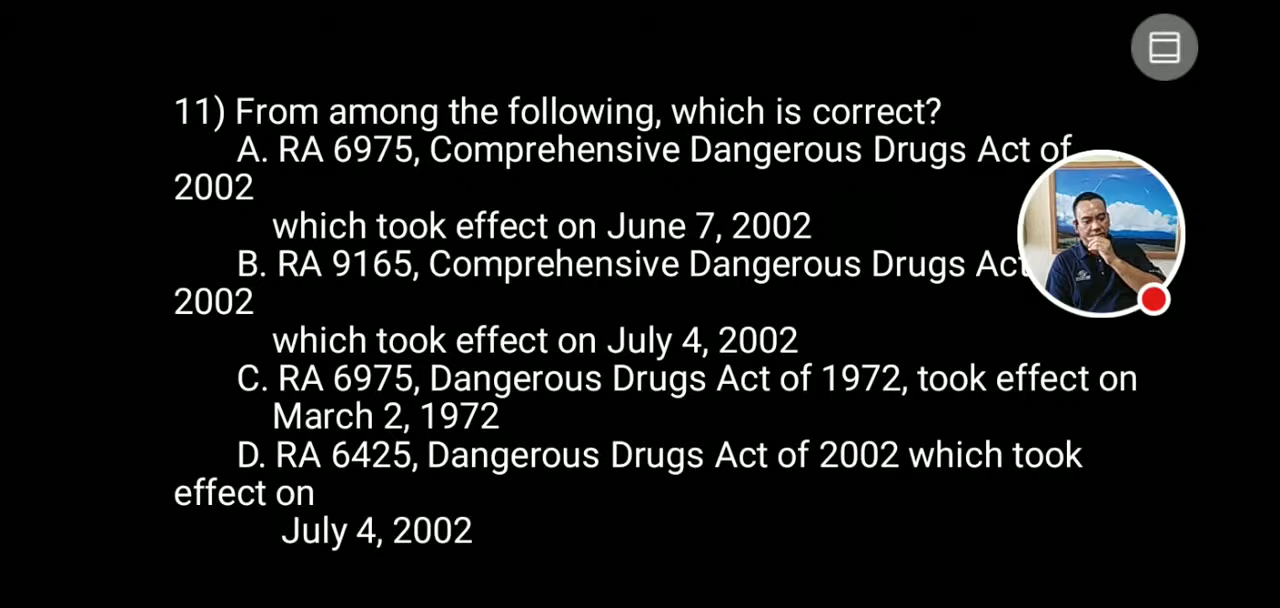 11) From among the following, which is correct?
A. RA 6975, Comprehensive Dangerous Drugs Act of
2002
which took effect on June 7, 2002
B. RA 9165, Comprehensive Dangerous Drugs Act
2002
which took effect on July 4, 2002
C. RA 6975, Dangerous Drugs Act of 1972, took effect on
March 2, 1972
D. RA 6425, Dangerous Drugs Act of 2002 which took
effect on
July 4, 2002